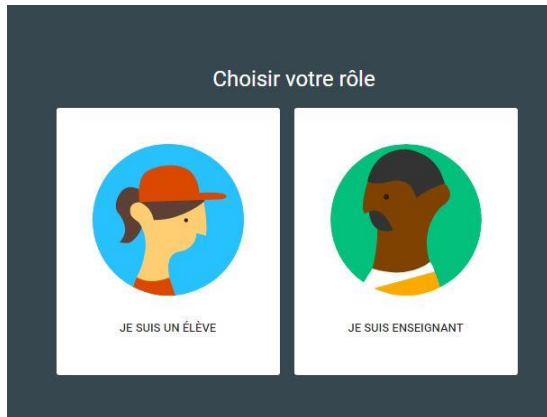 Choisir votre rôle
JE SUIS UN ÉLÈVE
JE SUIS ENSEIGNANT